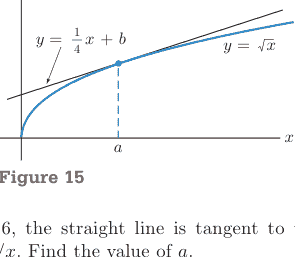 y = 1/4 x + b
y = √x
x
a
Figure 15
6, the straight line is tangent to
/x. Find the value of a.